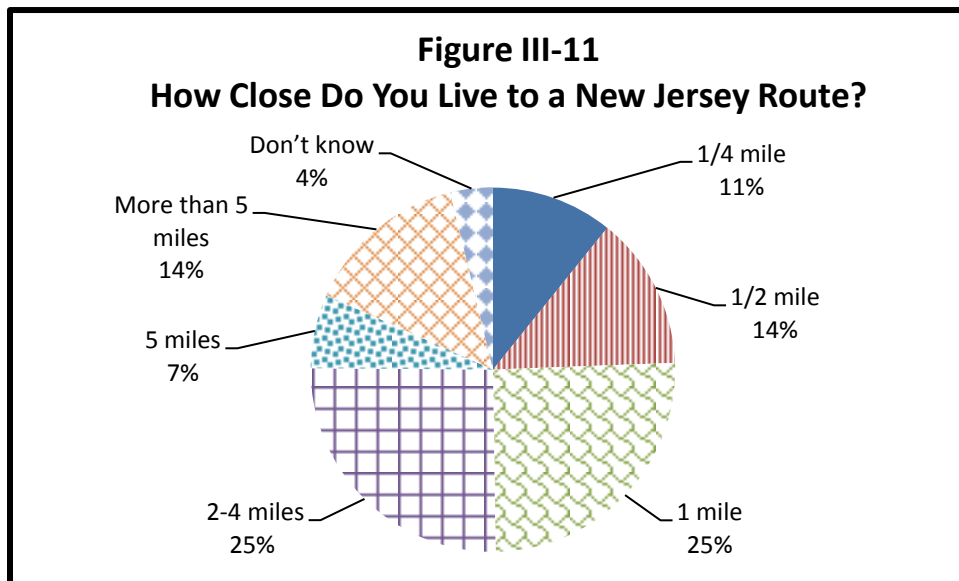 Figure III-11
How Close Do You Live to a New Jersey Route?
Don’t know
4%
1/4 mile
11%
More than 5
miles
14%
1/2 mile
14%
5 miles
7%
2-4 miles
25%
1 mile
25%